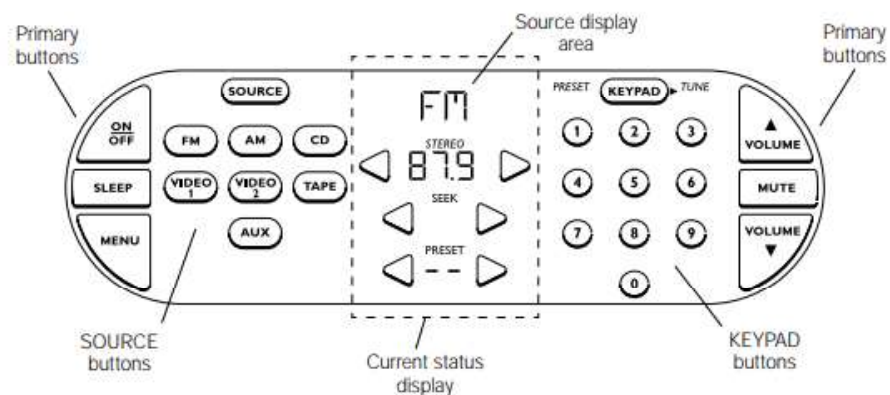 Source display
area
Primary
buttons
Primary
buttons
SOURCE
FM
PRESET KEYPAD TUNE
ON
OFF
FM AM CD
STEREO
87.9
1 2 3
VOLUME
SLEEP
VIDEO
1
VIDEO
2
TAPE
SEEK
4 5 6
MUTE
MENU
AUX
PRESET
--
7 8 9
VOLUME
0
SOURCE
buttons
Current status
display
KEYPAD
buttons